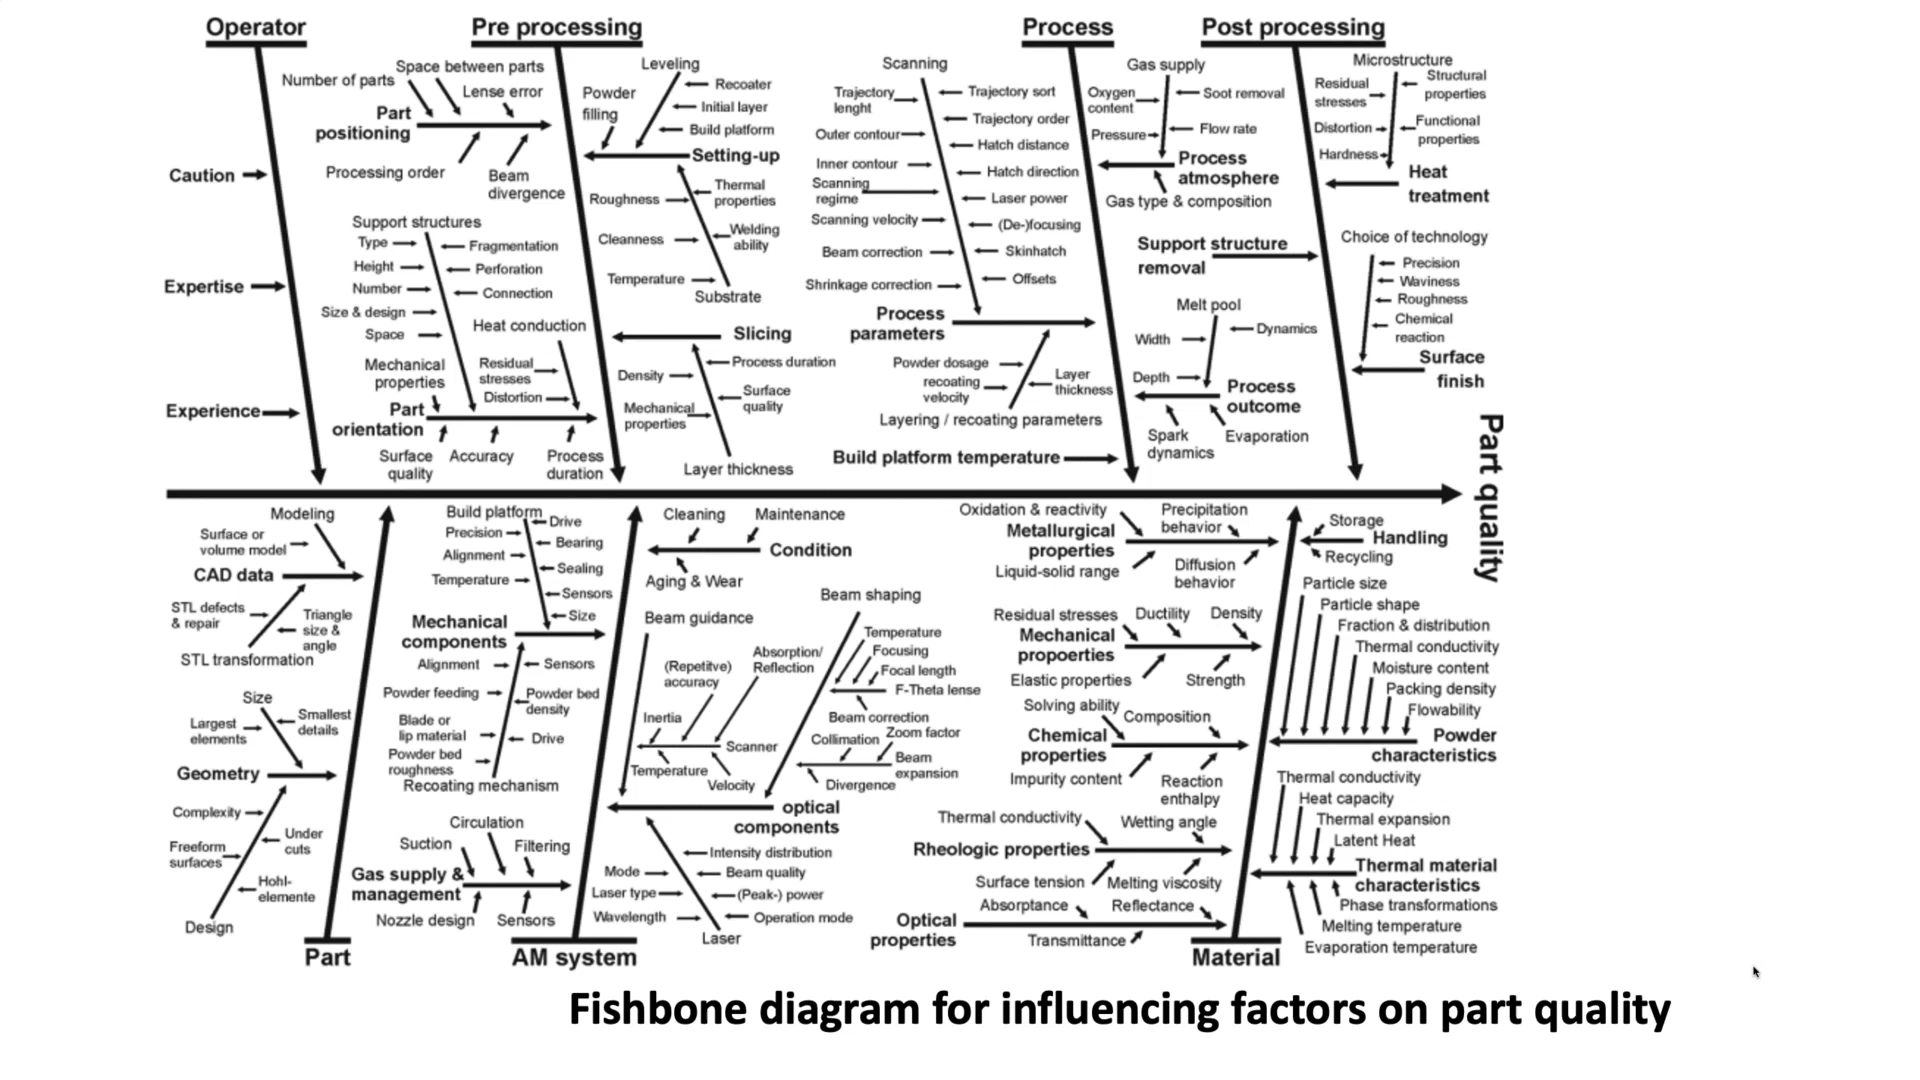 Operator
Pre processing
Process
Post processing
Number of parts
Space between parts
Lense error
Part
positioning
Processing order
Beam
divergence
Caution
Expertise
Experience
Support structures
Type
Fragmentation
Height
Perforation
Number
Connection
Size & design
Space
Heat conduction
Mechanical
properties
Residual
stresses
Distortion
Part
orientation
Surface
quality
Accuracy
Process
duration
Leveling
Recoater
Powder
filling
Initial layer
Build platform
Setting-up
Roughness
Thermal
properties
Cleanness
Welding
ability
Temperature
Substrate
Slicing
Process duration
Density
Surface
quality
Mechanical
properties
Layer thickness
Scanning
Trajectory
lenght
Trajectory sort
Trajectory order
Outer contour
Hatch distance
Inner contour
Hatch direction
Scanning
regime
Laser power
Scanning velocity
(De-)focusing
Beam correction
Skinhatch
Shrinkage correction
Offsets
Process
parameters
Powder dosage
recoating
velocity
Layer
thickness
Layering / recoating parameters
Build platform temperature
Gas supply
Oxygen
content
Soot removal
Pressure
Flow rate
Process
atmosphere
Gas type & composition
Support structure
removal
Melt pool
Width
Dynamics
Depth
Process
outcome
Spark
dynamics
Evaporation
Microstructure
Residual
stresses
Structural
properties
Distortion
Functional
properties
Hardness
Heat
treatment
Choice of technology
Precision
Waviness
Roughness
Chemical
reaction
Surface
finish
Part quality
Modeling
Surface or
volume model
CAD data
STL defects
& repair
Triangle
size &
angle
STL transformation
Size
Largest
elements
Smallest
details
Geometry
Complexity
Under
cuts
Freeform
surfaces
Hohl-
elemente
Design
Part
Build platform
Drive
Precision
Bearing
Alignment
Sealing
Temperature
Sensors
Size
Mechanical
components
Alignment
Sensors
Powder feeding
Powder bed
density
Blade or
lip material
Drive
Powder bed
roughness
Recoating mechanism
Circulation
Suction
Filtering
Gas supply &
management
Nozzle design
Sensors
AM system
Cleaning
Maintenance
Condition
Aging & Wear
Beam guidance
Beam shaping
Temperature
Focusing
Focal length
F-Theta lense
Beam correction
Absorption/
Reflection
(Repetitve)
accuracy
Inertia
Scanner
Temperature
Velocity
Collimation
Zoom factor
Beam
expansion
Divergence
optical
components
Intensity distribution
Mode
Beam quality
Laser type
(Peak-) power
Wavelength
Operation mode
Laser
Oxidation & reactivity
Precipitation
behavior
Metallurgical
properties
Liquid-solid range
Diffusion
behavior
Residual stresses
Ductility
Density
Mechanical
propoerties
Elastic properties
Strength
Solving ability
Composition
Chemical
properties
Impurity content
Reaction
enthalpy
Thermal conductivity
Wetting angle
Rheologic properties
Surface tension
Melting viscosity
Absorptance
Reflectance
Optical
properties
Transmittance
Material
Storage
Handling
Recycling
Particle size
Particle shape
Fraction & distribution
Thermal conductivity
Moisture content
Packing density
Flowability
Powder
characteristics
Thermal conductivity
Heat capacity
Thermal expansion
Latent Heat
Thermal material
characteristics
Phase transformations
Melting temperature
Evaporation temperature
Fishbone diagram for influencing factors on part quality